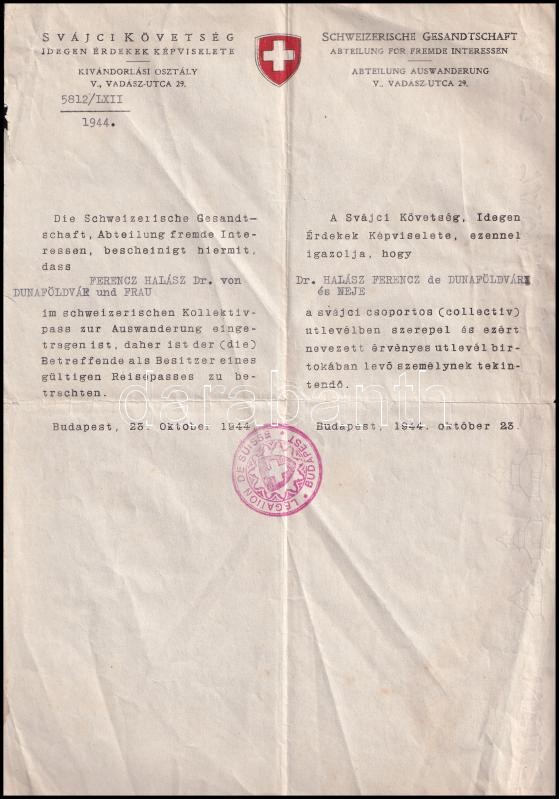 SVÁJCI KÖVETSÉG
IDEGEN ÉRDEKEK KÉPVISELETE
KIVÁNDORLÁSI OSZTÁLY
V., VADÁSZ-UTCA 29.
5812/LXII
1944.
SCHWEIZERISCHE GESANDTSCHAFT
ABTEILUNG FÜR FREMDE INTERESSEN
ABTEILUNG AUSWANDERUNG
V., VADÁSZ-UTCA 29.
Die Schweizerische Gesandt-
schaft, Abteilung fremde Inte-
ressen, bescheinigt hiermit,
dass
FERENCZ HALÁSZ Dr. von
DUNAFÖLDVÁR und FRAU
im schweizerischen Kollektiv-
pass zur Auswanderung einge-
tragen ist, daher ist der (die)
Betreffende als Besitzer eines
gültigen Reisepasses zu be-
trachten.
Budapest, 23. Oktober 1944
A Svájci Követség, Idegen
Érdekek Képviselete, ezennel
igazolja, hogy
Dr. HALÁSZ FERENCZ de DUNAFÖLDVÁRI
és NEJE
a svájci csoportos (collectiv)
utlevélben szerepel és ezért
nevezett érvényes utlevél bir-
tokában levő személynek tekin-
tendő.
Budapest, 1944. október 23.
LÉGATION DE SUISSE
BUDAPEST
darabanth